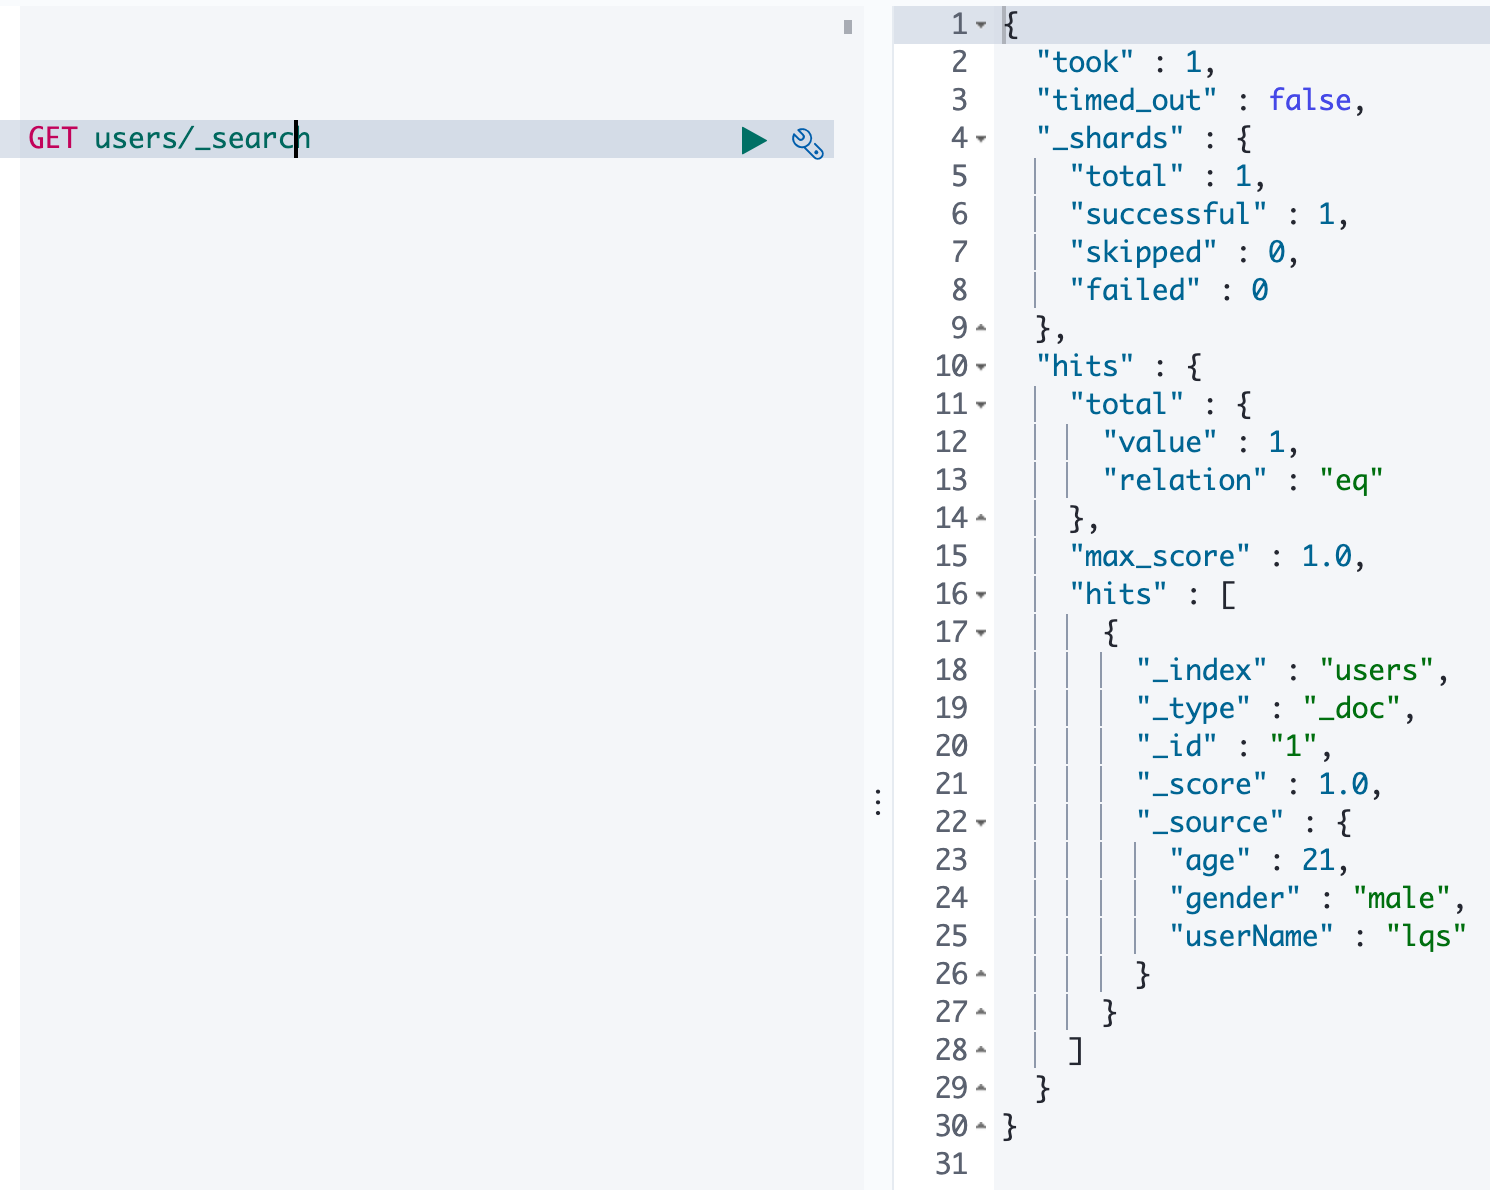 GET users/_search
1 {
2 "took" : 1,
3 "timed_out" : false,
4 "_shards" : {
5 "total" : 1,
6 "successful" : 1,
7 "skipped" : 0,
8 "failed" : 0
9 },
10 "hits" : {
11 "total" : {
12 "value" : 1,
13 "relation" : "eq"
14 },
15 "max_score" : 1.0,
16 "hits" : [
17 {
18 "_index" : "users",
19 "_type" : "_doc",
20 "_id" : "1",
21 "_score" : 1.0,
22 "_source" : {
23 "age" : 21,
24 "gender" : "male",
25 "userName" : "lqs"
26 }
27 }
28 ]
29 }
30 }
31